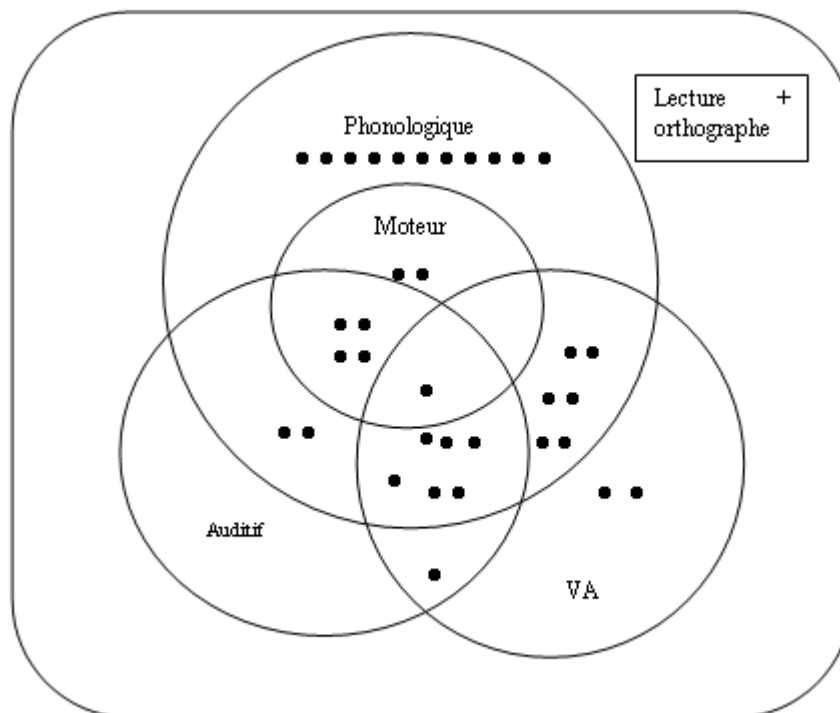 Lecture +
orthographe
Phonologique
Moteur
Auditif
VA